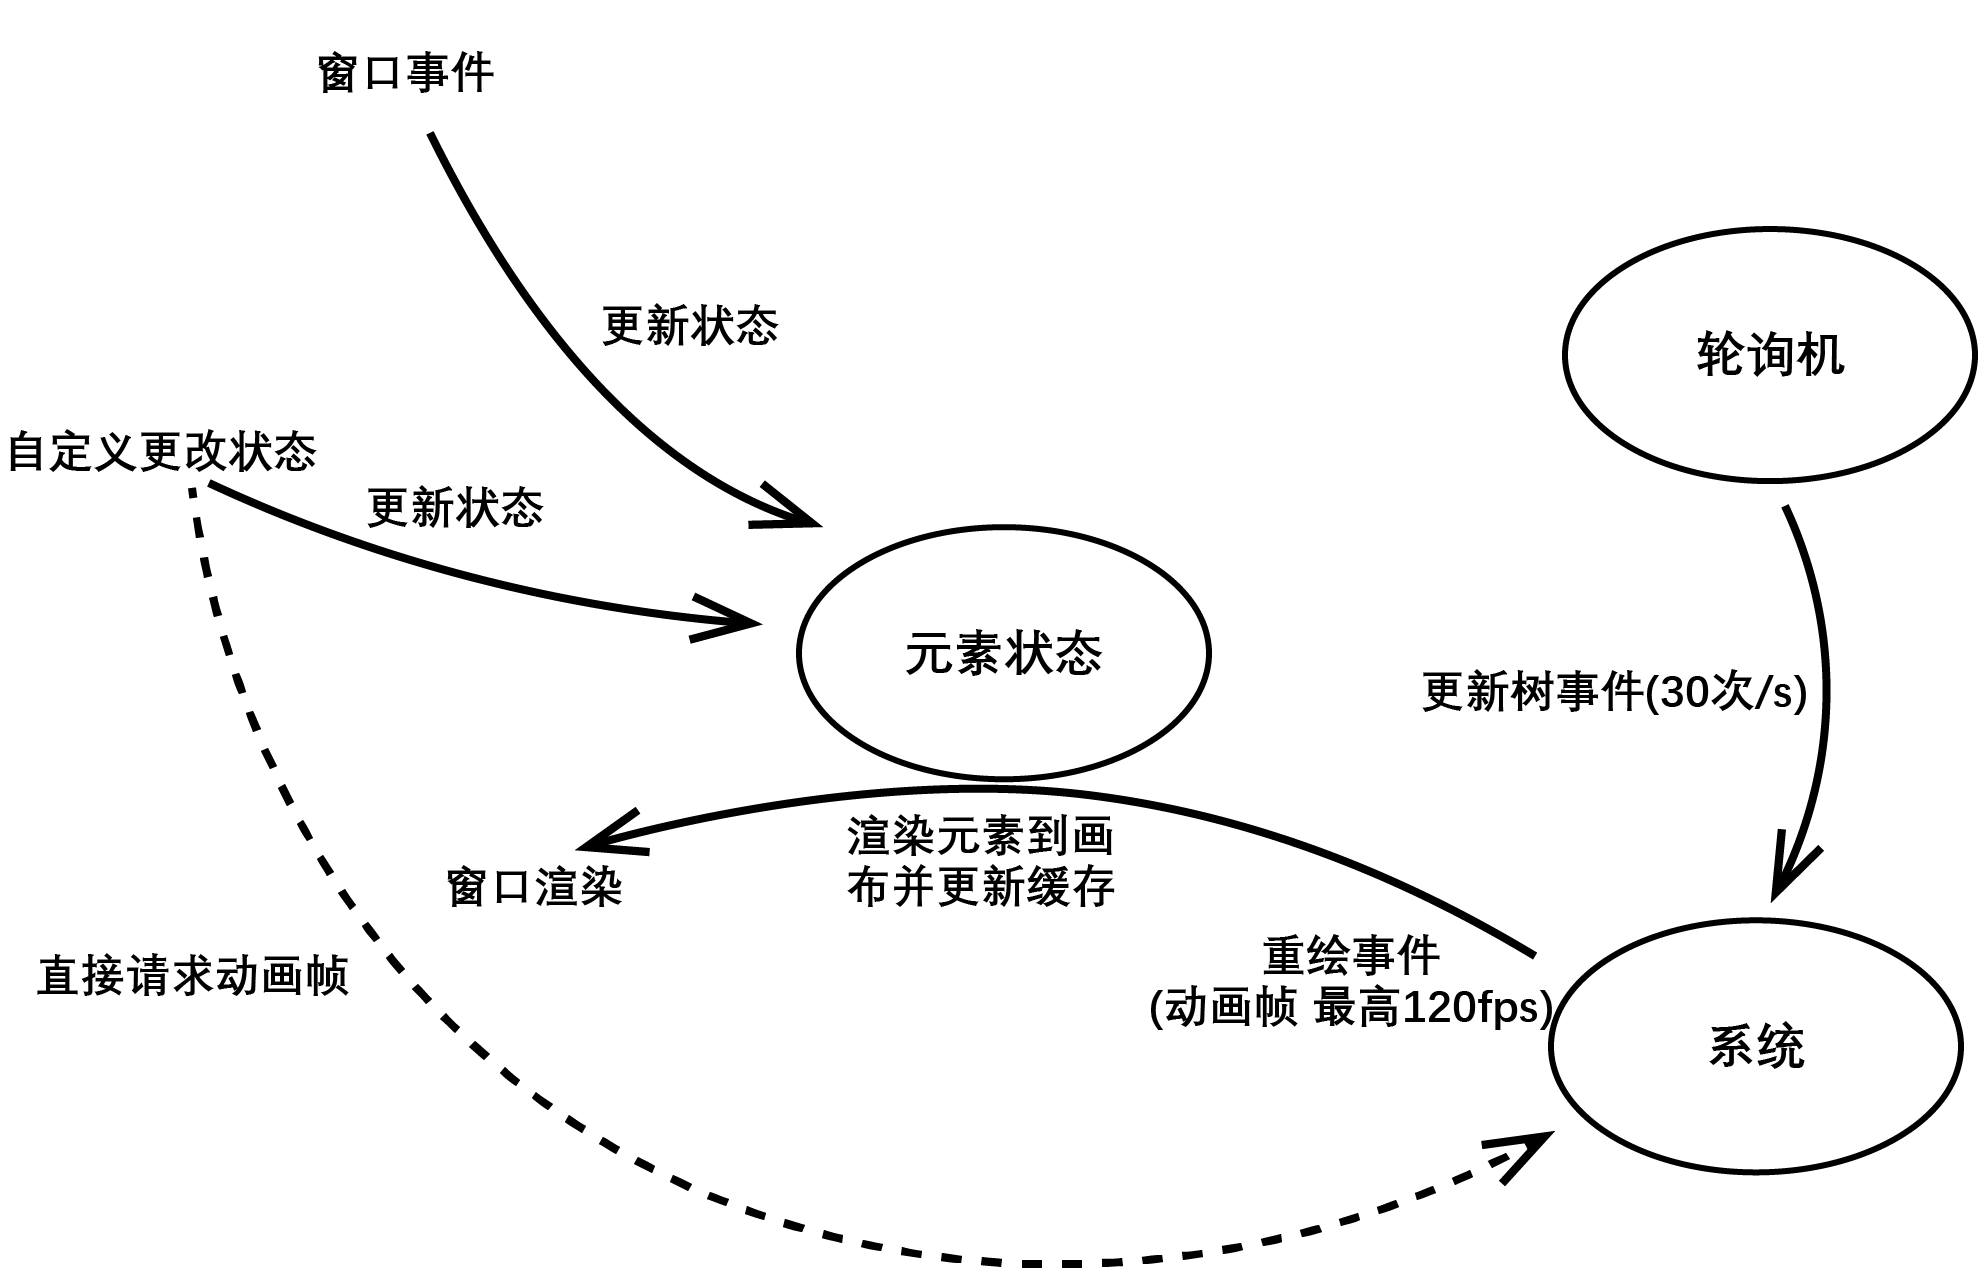 窗口事件
更新状态
轮询机
自定义更改状态
更新状态
元素状态
更新树事件(30次/s)
渲染元素到画
布并更新缓存
窗口渲染
重绘事件
(动画帧 最高120fps)
直接请求动画帧
系统